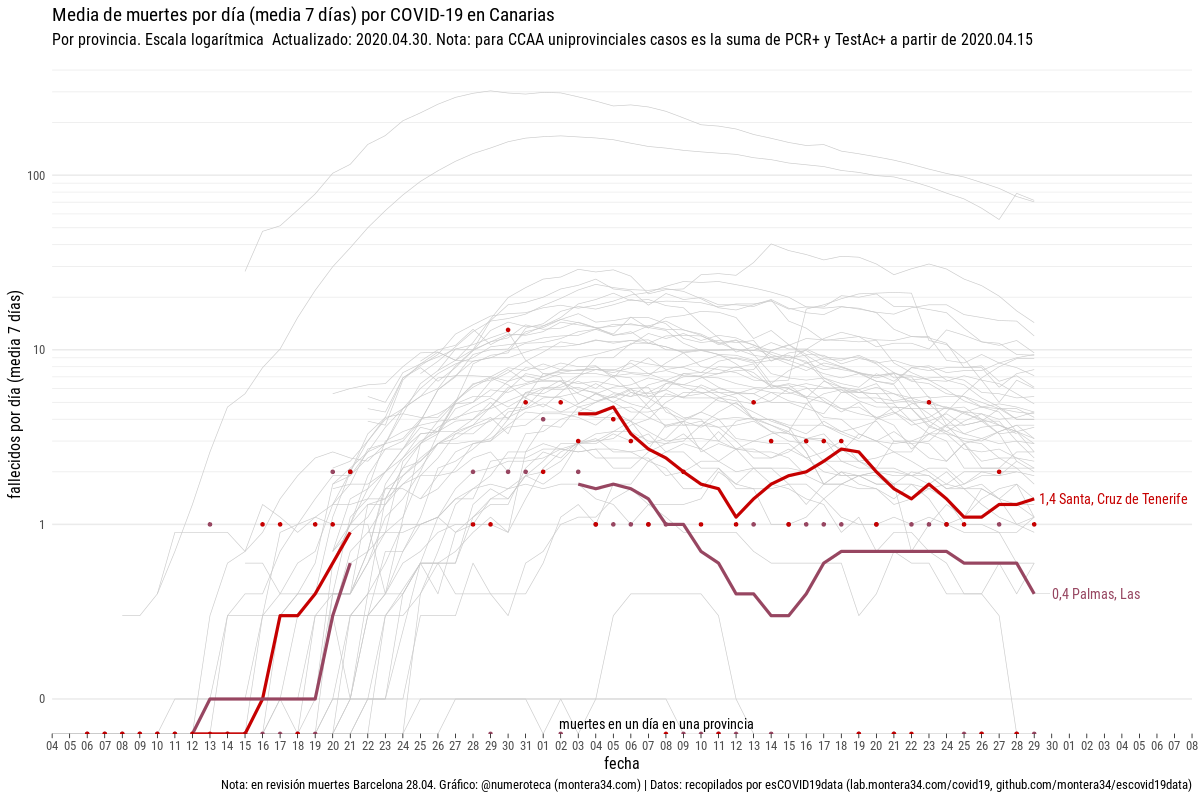 Media de muertes por día (media 7 días) por COVID-19 en Canarias
Por provincia. Escala logarítmica  Actualizado: 2020.04.30. Nota: para CCAA uniprovinciales casos es la suma de PCR+ y TestAc+ a partir de 2020.04.15
fallecidos por día (media 7 días)
100
10
1
0
1,4 Santa, Cruz de Tenerife
0,4 Palmas, Las
muertes en un día en una provincia
04 05 06 07 08 09 10 11 12 13 14 15 16 17 18 19 20 21 22 23 24 25 26 27 28 29 30 31 01 02 03 04 05 06 07 08 09 10 11 12 13 14 15 16 17 18 19 20 21 22 23 24 25 26 27 28 29 30 01 02 03 04 05 06 07 08
fecha
Nota: en revisión muertes Barcelona 28.04. Gráfico: @numeroteca (montera34.com) | Datos: recopilados por esCOVID19data (lab.montera34.com/covid19, github.com/montera34/escovid19data)